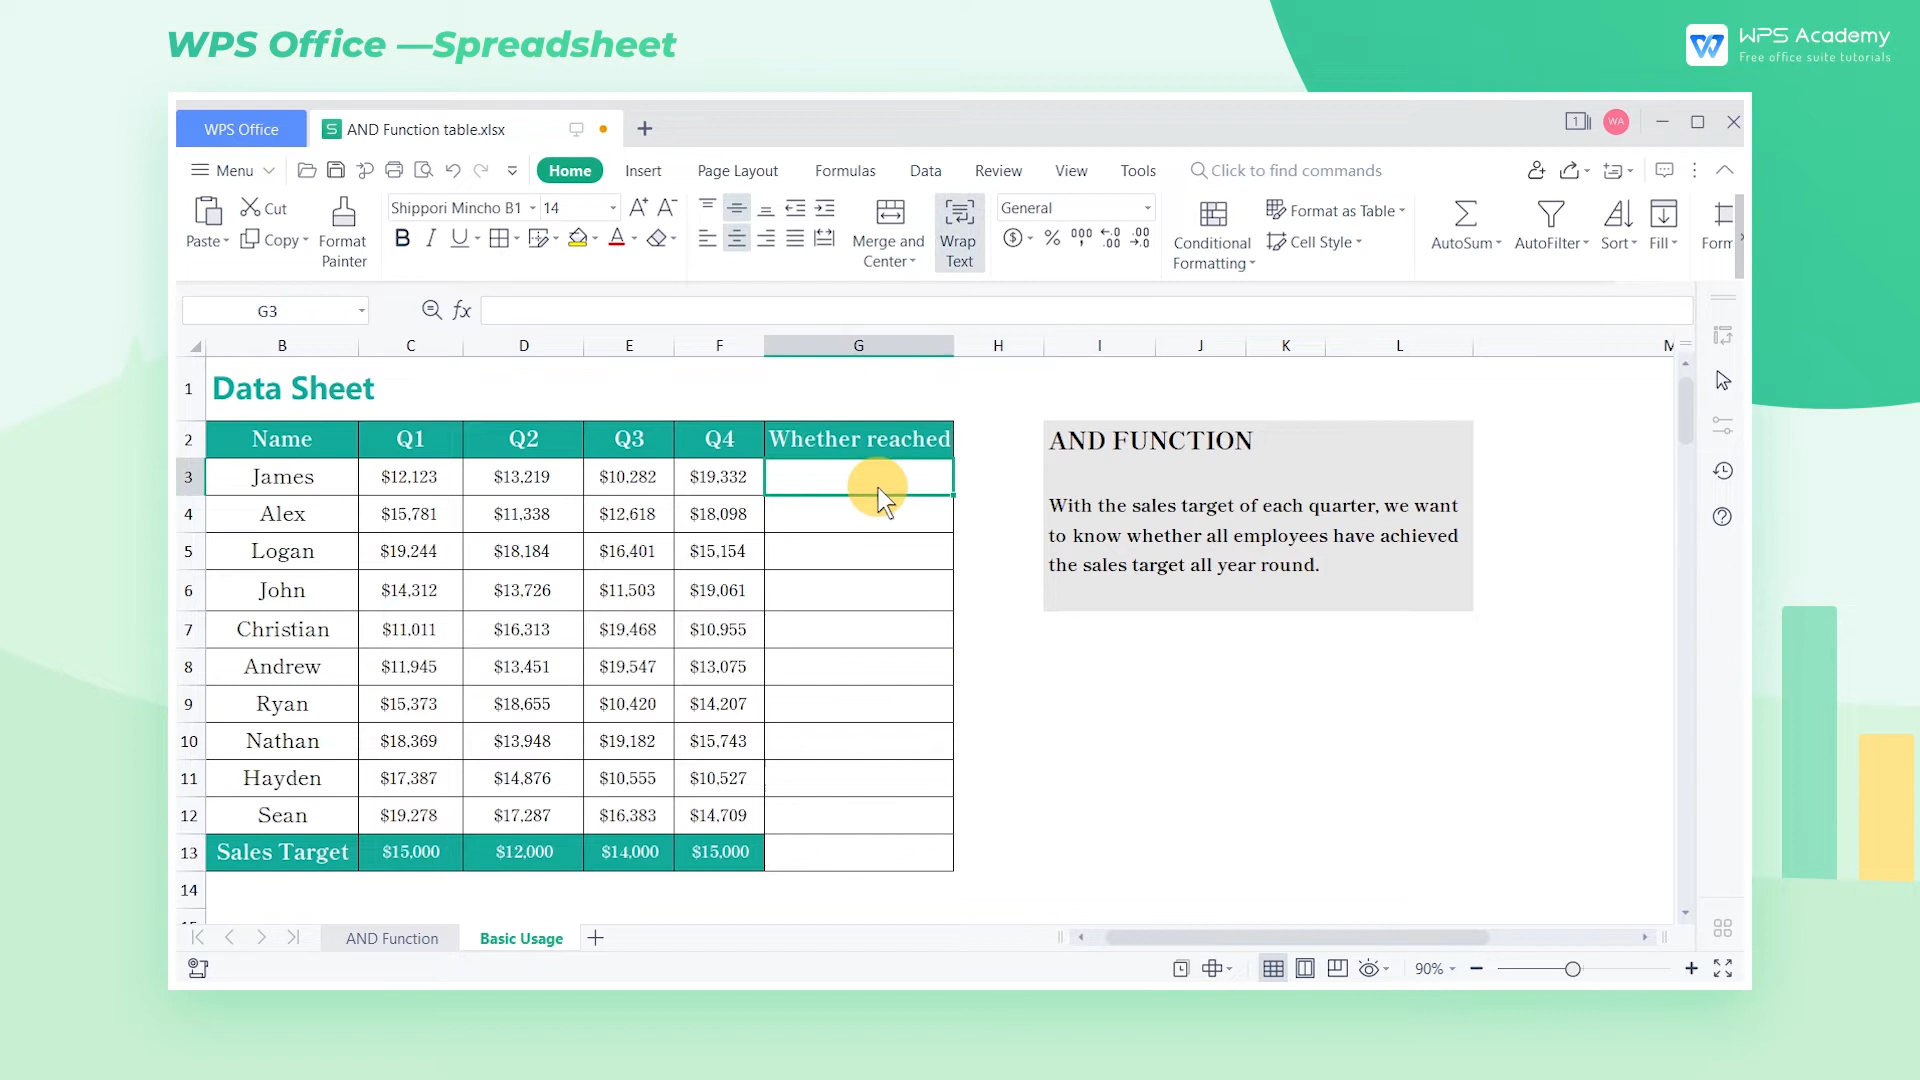 WPS Office —Spreadsheet
WPS Academy
Free office suite tutorials
WPS Office
S
AND Function table.xlsx
1
WA
Menu
Home
Insert
Page Layout
Formulas
Data
Review
View
Tools
Click to find commands
Paste
Cut
Copy
Format
Painter
Shippori Mincho B1
14
Merge and
Center
Wrap
Text
General
Conditional
Formatting
Format as Table
Cell Style
AutoSum
AutoFilter
Sort
Fill
Form
G3
fx
B C D E F G H I J K L M
1 Data Sheet
2 Name Q1 Q2 Q3 Q4 Whether reached
3 James $12,123 $13,219 $10,282 $19,332
4 Alex $15,781 $11,338 $12,618 $18,098
5 Logan $19,244 $18,184 $16,401 $15,154
6 John $14,312 $13,726 $11,503 $19,061
7 Christian $11,011 $16,313 $19,468 $10,955
8 Andrew $11,945 $13,451 $19,547 $13,075
9 Ryan $15,373 $18,655 $10,420 $14,207
10 Nathan $18,369 $13,948 $19,182 $15,743
11 Hayden $17,387 $14,876 $10,555 $10,527
12 Sean $19,278 $17,287 $16,383 $14,709
13 Sales Target $15,000 $12,000 $14,000 $15,000
14
AND FUNCTION
With the sales target of each quarter, we want
to know whether all employees have achieved
the sales target all year round.
AND Function
Basic Usage
90%